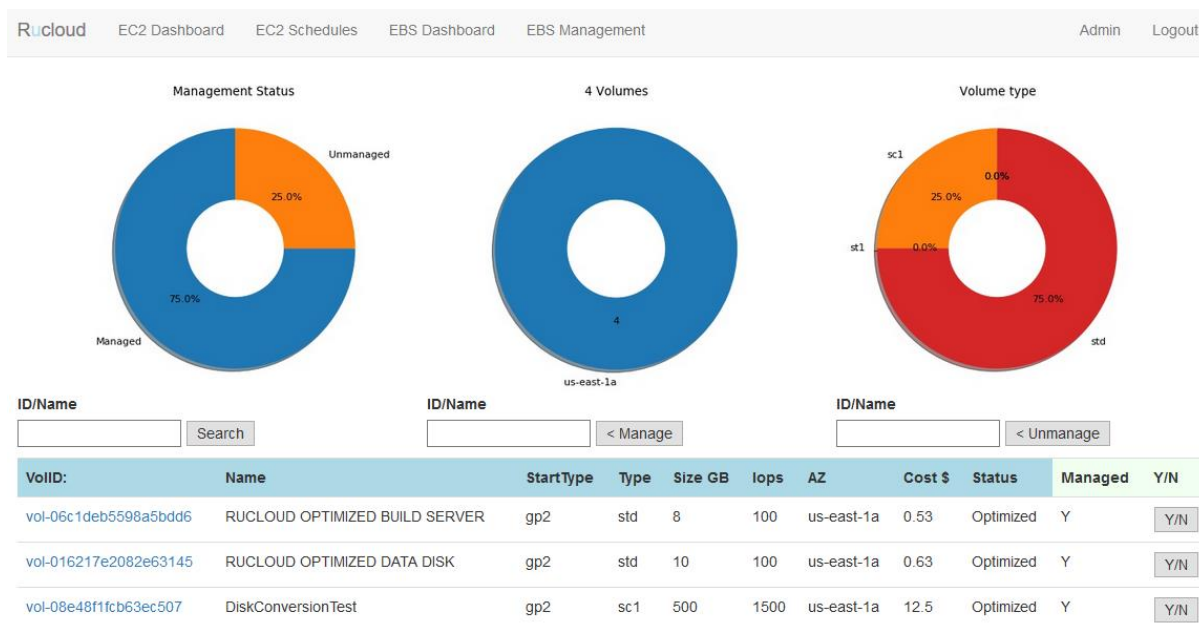 Rucloud EC2 Dashboard EC2 Schedules EBS Dashboard EBS Management Admin Logout
Management Status
Unmanaged
25.0%
75.0%
Managed
4 Volumes
4
us-east-1a
Volume type
sc1
0.0%
25.0%
st1
0.0%
75.0%
std
ID/Name ID/Name ID/Name
Search < Manage < Unmanage
VolID: Name StartType Type Size GB Iops AZ Cost $ Status Managed Y/N
vol-06c1deb5598a5bdd6 RUCLOUD OPTIMIZED BUILD SERVER gp2 std 8 100 us-east-1a 0.53 Optimized Y Y/N
vol-016217e2082e63145 RUCLOUD OPTIMIZED DATA DISK gp2 std 10 100 us-east-1a 0.63 Optimized Y Y/N
vol-08e48f1fcb63ec507 DiskConversionTest gp2 sc1 500 1500 us-east-1a 12.5 Optimized Y Y/N